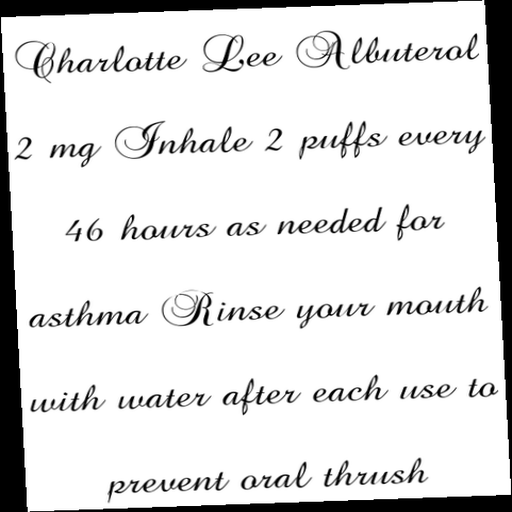 Charlotte Lee Albuterol
2 mg Inhale 2 puffs every
46 hours as needed for
asthma Rinse your mouth
with water after each use to
prevent oral thrush